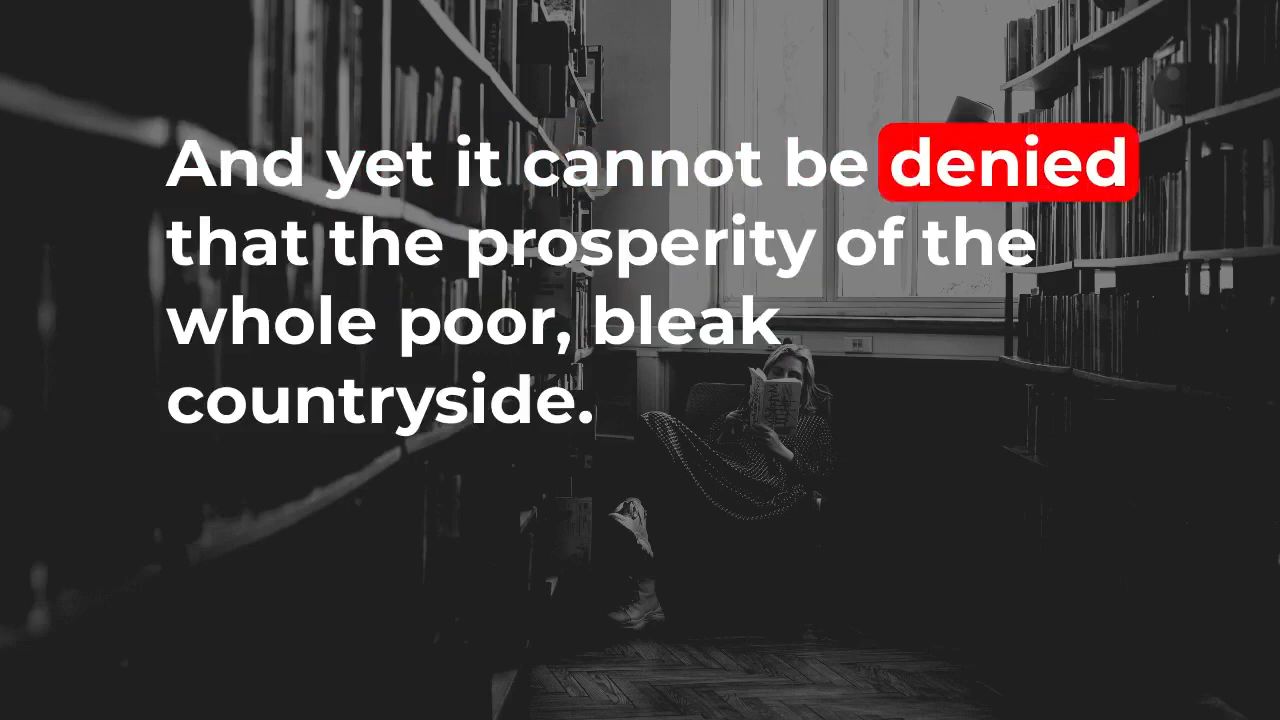 And yet it cannot be denied
that the prosperity of the
whole poor, bleak
countryside.